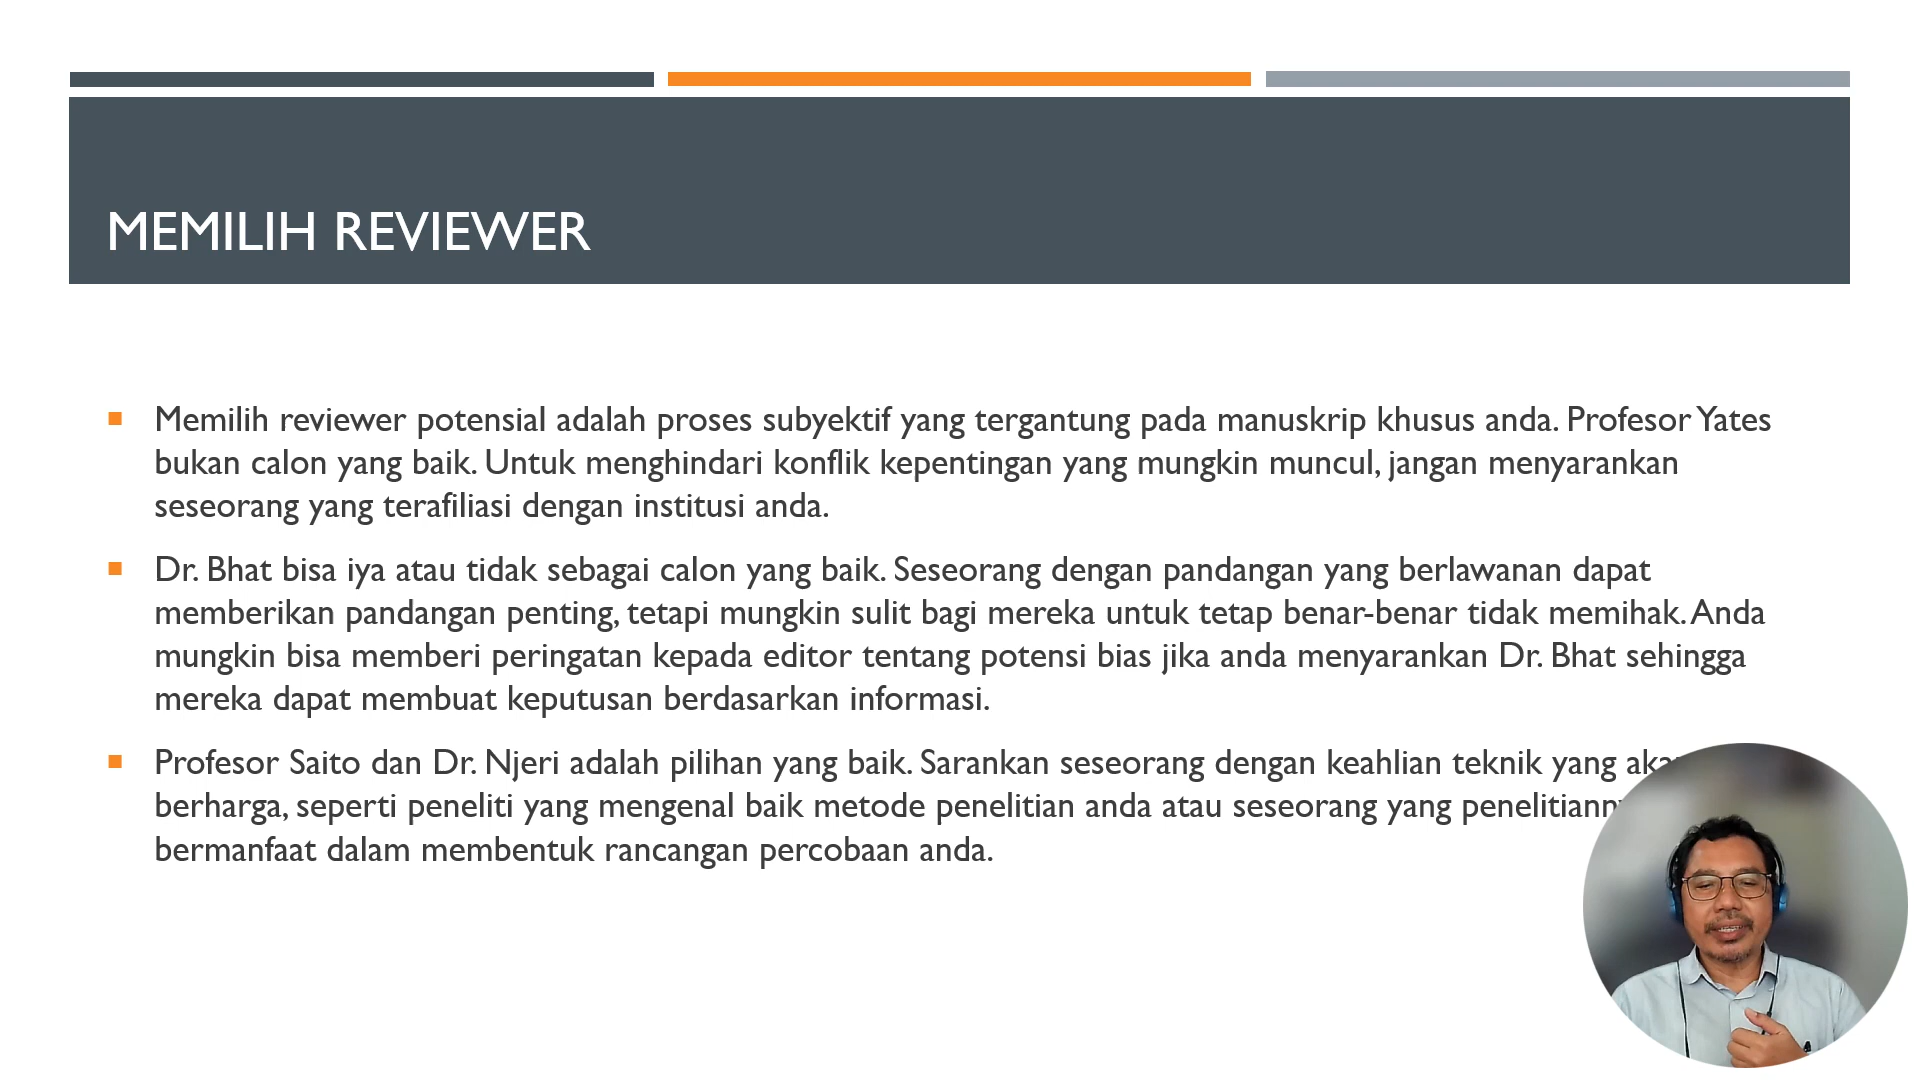 MEMILIH REVIEWER
Memilih reviewer potensial adalah proses subyektif yang tergantung pada manuskrip khusus anda. Profesor Yates
bukan calon yang baik. Untuk menghindari konflik kepentingan yang mungkin muncul, jangan menyarankan
seseorang yang terafiliasi dengan institusi anda.
Dr. Bhat bisa iya atau tidak sebagai calon yang baik. Seseorang dengan pandangan yang berlawanan dapat
memberikan pandangan penting, tetapi mungkin sulit bagi mereka untuk tetap benar-benar tidak memihak. Anda
mungkin bisa memberi peringatan kepada editor tentang potensi bias jika anda menyarankan Dr. Bhat sehingga
mereka dapat membuat keputusan berdasarkan informasi.
Profesor Saito dan Dr. Njeri adalah pilihan yang baik. Sarankan seseorang dengan keahlian teknik yang
berharga, seperti peneliti yang mengenal baik metode penelitian anda atau seseorang yang
bermanfaat dalam membentuk rancangan percobaan anda.